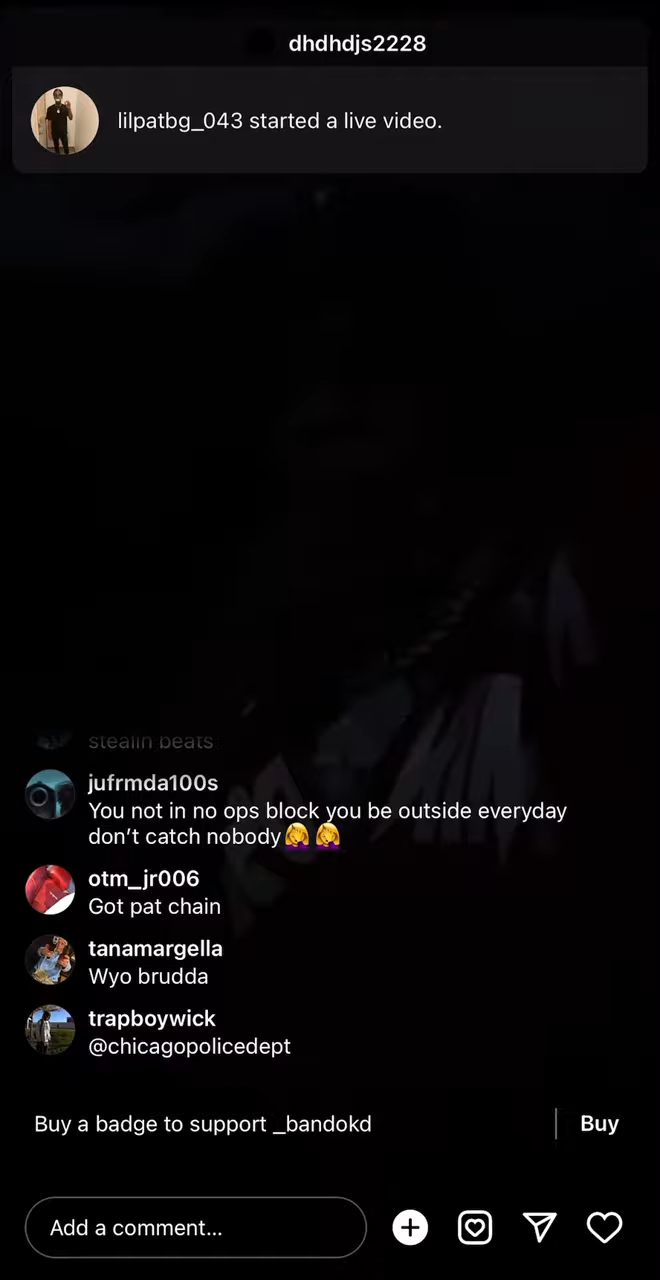 dhdhdjs2228
lilpatbg_043 started a live video.
stealin beats
jufrmda100s
You not in no ops block you be outside everyday
don't catch nobody🤦‍♀️🤦‍♀️
otm_jr006
Got pat chain
tanamargella
Wyo brudda
trapboywick
@chicagopolicedept
Buy a badge to support _bandokd
Buy
Add a comment...